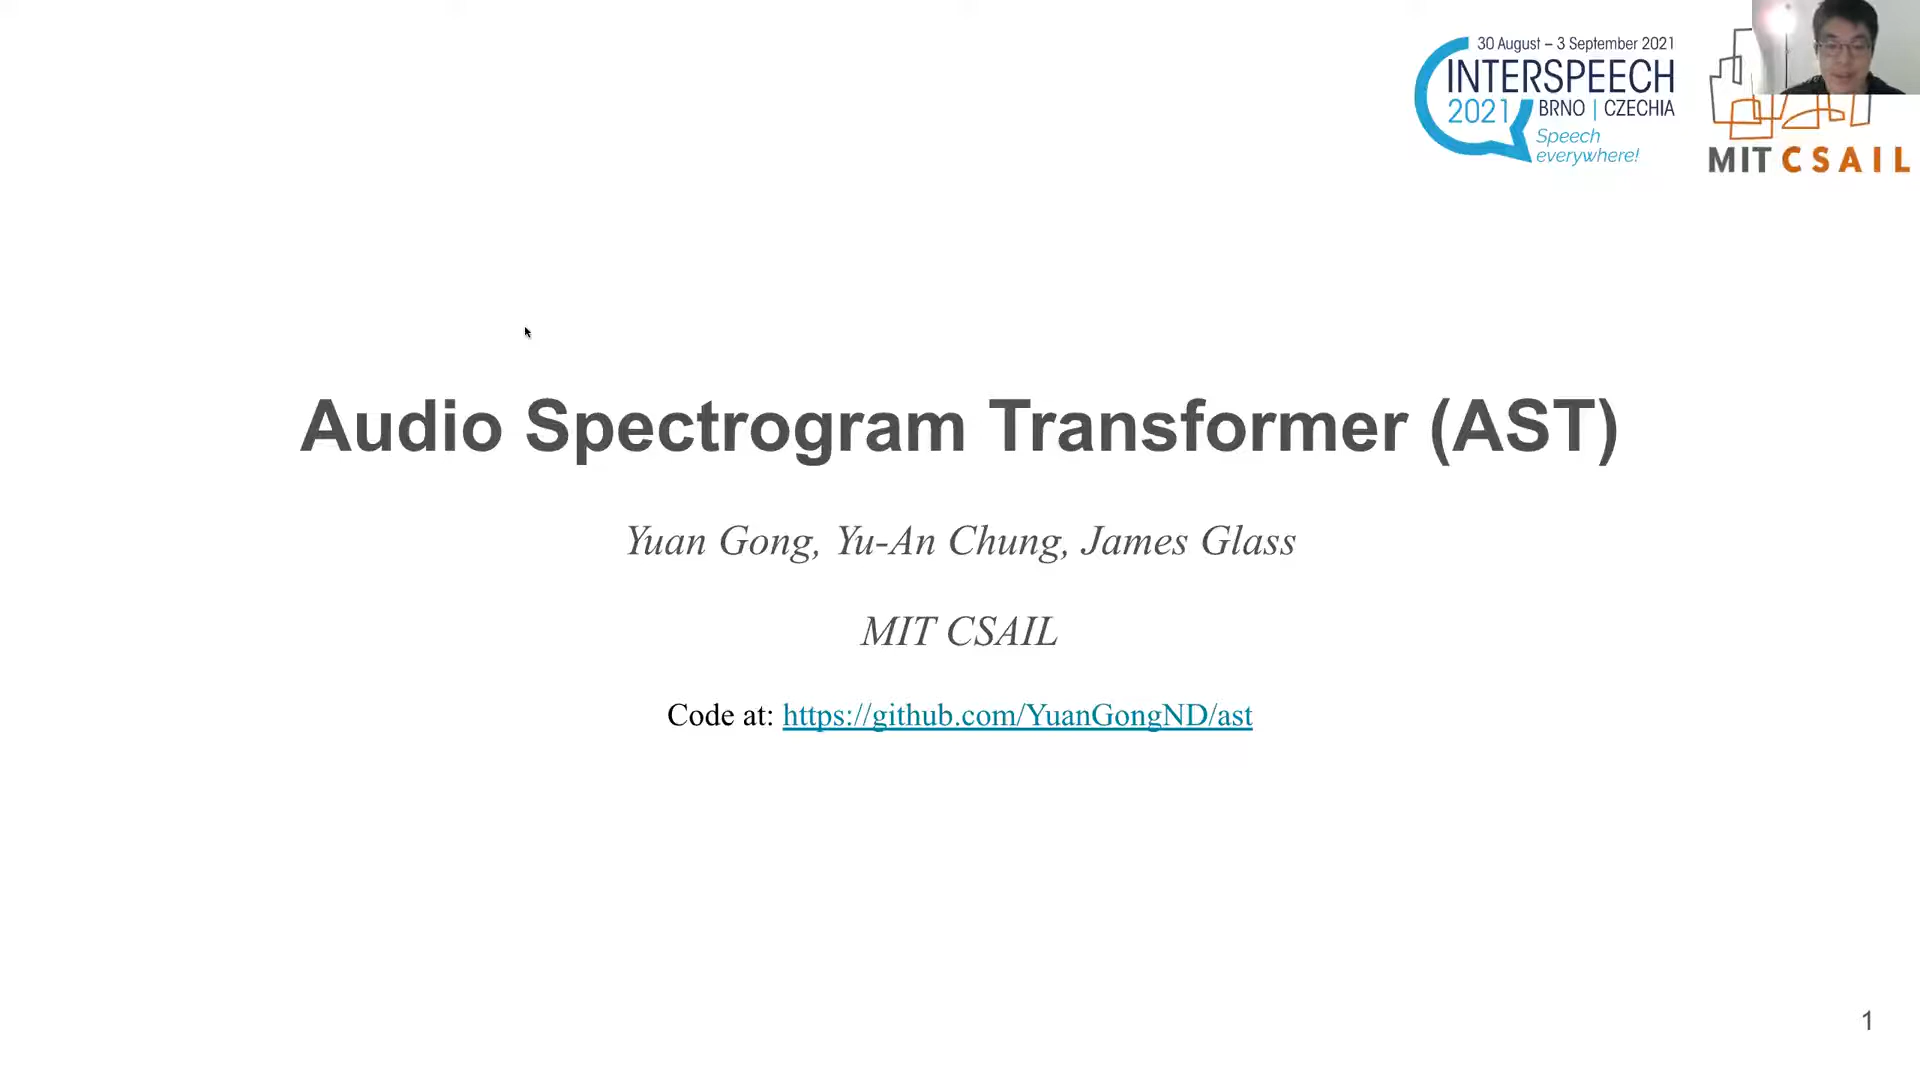 30 August – 3 September 2021
INTERSPEECH
2021 BRNO | CZECHIA
Speech
everywhere!
MIT CSAIL
Audio Spectrogram Transformer (AST)
Yuan Gong, Yu-An Chung, James Glass
MIT CSAIL
Code at: https://github.com/YuanGongND/ast
1